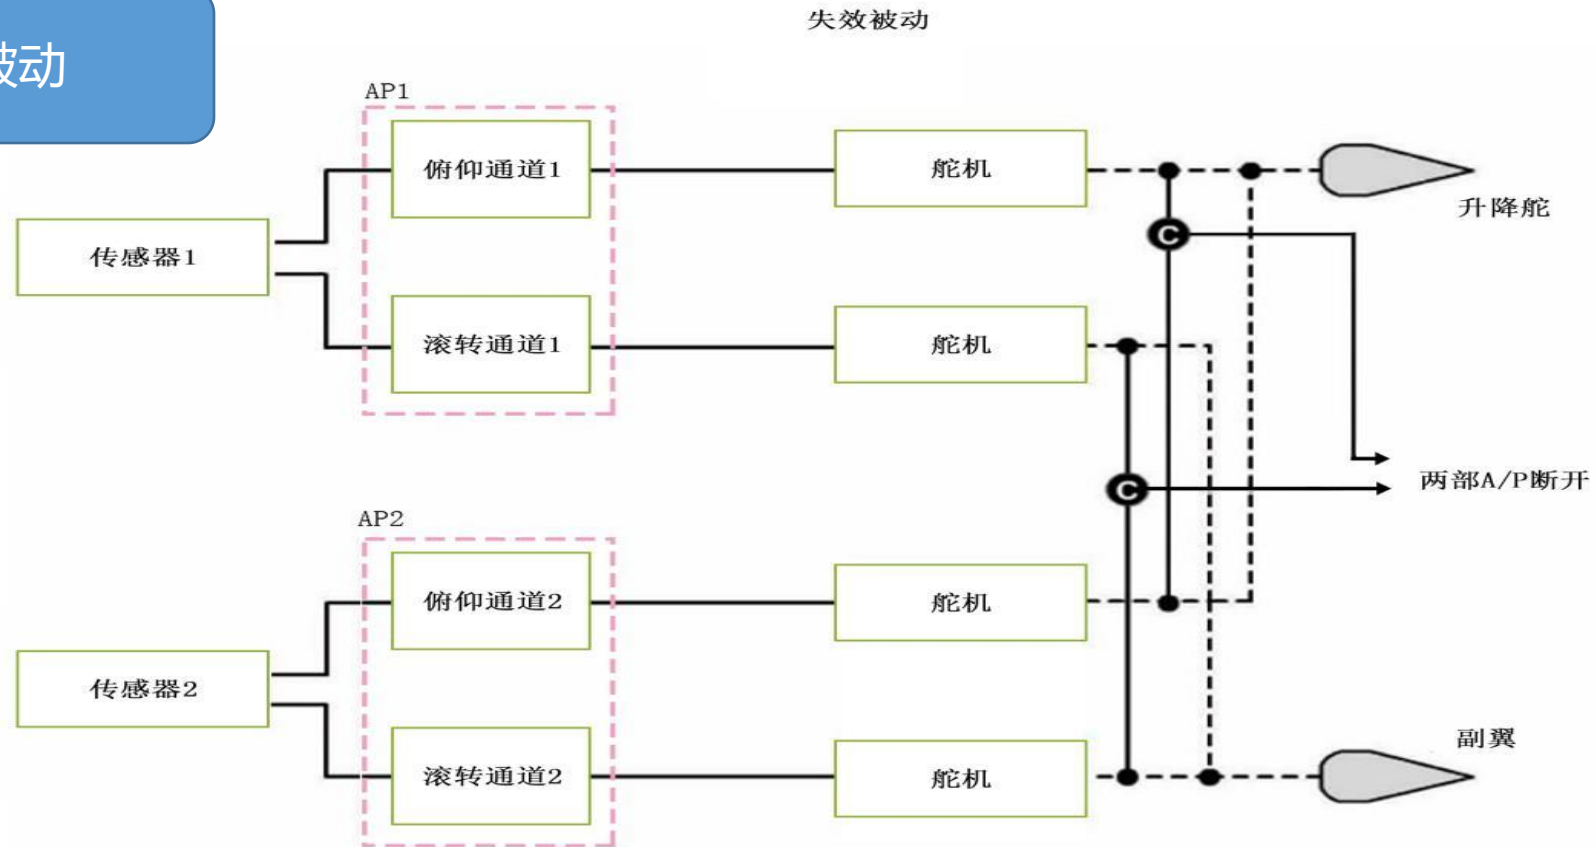 失效被动
被动
AP1
俯仰通道1
舵机
升降舵
C
传感器1
滚转通道1
舵机
两部A/P断开
C
AP2
俯仰通道2
舵机
传感器2
副翼
滚转通道2
舵机